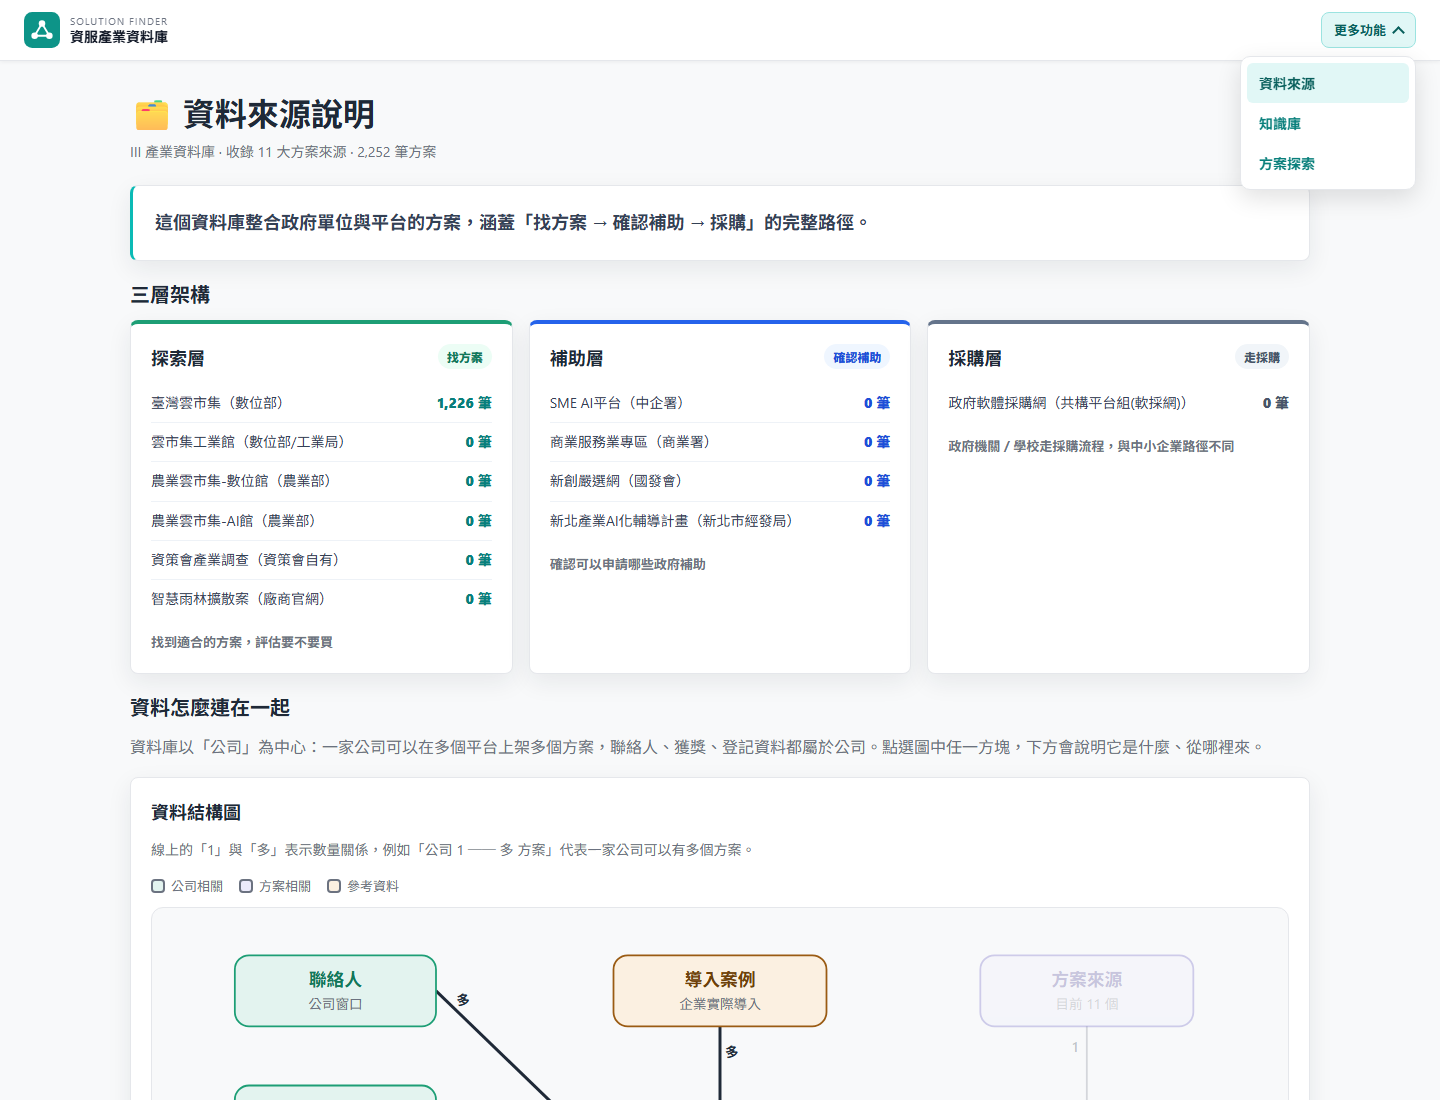 SOLUTION FINDER
資服產業資料庫
更多功能
資料來源
知識庫
方案探索
資料來源說明
III 產業資料庫 · 收錄 11 大方案來源 · 2,252 筆方案
這個資料庫整合政府單位與平台的方案，涵蓋「找方案 → 確認補助 → 採購」的完整路徑。
三層架構
探索層
找方案
臺灣雲市集（數位部） 1,226 筆
雲市集工業館（數位部/工業局） 0 筆
農業雲市集-數位館（農業部） 0 筆
農業雲市集-AI館（農業部） 0 筆
資策會產業調查（資策會自有） 0 筆
智慧雨林擴散案（廠商官網） 0 筆
找到適合的方案，評估要不要買
補助層
確認補助
SME AI平台（中企署） 0 筆
商業服務業專區（商業署） 0 筆
新創嚴選網（國發會） 0 筆
新北產業AI化輔導計畫（新北市經發局） 0 筆
確認可以申請哪些政府補助
採購層
走採購
政府軟體採購網（共構平台組(軟採網)） 0 筆
政府機關 / 學校走採購流程，與中小企業路徑不同
資料怎麼連在一起
資料庫以「公司」為中心：一家公司可以在多個平台上架多個方案，聯絡人、獲獎、登記資料都屬於公司。點選圖中任一方塊，下方會說明它是什麼、從哪裡來。
資料結構圖
線上的「1」與「多」表示數量關係，例如「公司 1 —— 多 方案」代表一家公司可以有多個方案。
公司相關
方案相關
參考資料
聯絡人
公司窗口
導入案例
企業實際導入
方案來源
目前 11 個
多
多
1